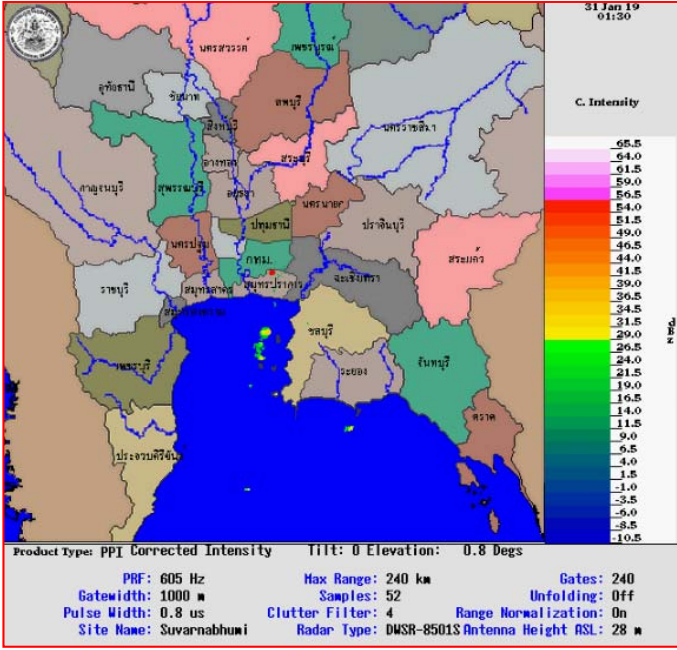 31 Jan 19
01:30
C. Intensity
นครสวรรค์
เพชรบูรณ์
อุทัยธานี
ชัยนาท
ลพบุรี
สิงห์บุรี
นครราชสีมา
อ่างทอง
สระบุรี
กาญจนบุรี
สุพรรณบุรี
อยุธยา
นครนายก
ปทุมธานี
ปราจีนบุรี
นครปฐม
กทม.
สระแก้ว
ราชบุรี
สมุทรสาคร
สมุทรปราการ
ฉะเชิงเทรา
ชลบุรี
เพชรบุรี
ระยอง
จันทบุรี
ตราด
ประจวบคีรีขันธ์
65.5
64.0
61.5
59.0
56.5
54.0
51.5
49.0
46.5
44.0
41.5
39.0
36.5
34.0
31.5
29.0
26.5
24.0
21.5
19.0
16.5
14.0
11.5
9.0
6.5
4.0
1.5
-1.0
-3.5
-6.0
-8.5
-10.5
Product Type: PPI Corrected Intensity Tilt: 0 Elevation: 0.8 Degs
PRF: 605 Hz Max Range: 240 km Gates: 240
Gatewidth: 1000 m Samples: 52 Unfolding: Off
Pulse Width: 0.8 us Clutter Filter: 4 Range Normalization: On
Site Name: Suvarnabhumi Radar Type: DWSR-8501S Antenna Height ASL: 28 m